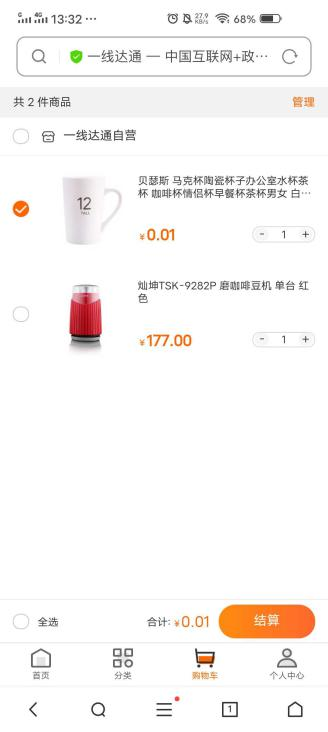 G 4G 13:32 ··· 27.9 KB/s 68%
一线达通 — 中国互联网+政···
共 2 件商品 管理
一线达通自营
贝瑟斯 马克杯陶瓷杯子办公室水杯茶
杯 咖啡杯情侣杯早餐杯茶杯男女 白···
12
TALL
¥0.01 - 1 +
灿坤TSK-9282P 磨咖啡豆机 单台 红
色
¥177.00 - 1 +
全选 合计: ¥0.01 结算
首页 分类 购物车 个人中心
1